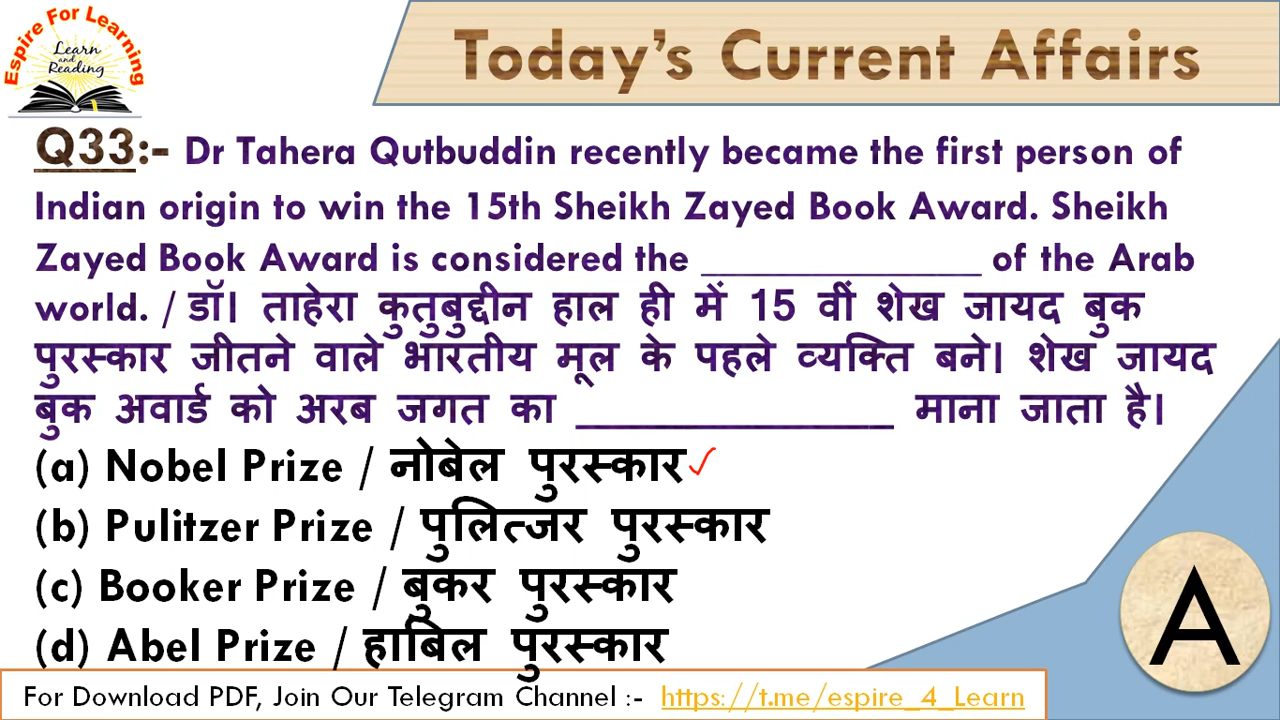 Espire For Learning
Learn
and
Reading
Today's Current Affairs
Q33:- Dr Tahera Qutbuddin recently became the first person of
Indian origin to win the 15th Sheikh Zayed Book Award. Sheikh
Zayed Book Award is considered the ______________ of the Arab
world. / डॉ। ताहेरा कुतुबुद्दीन हाल ही में 15 वीं शेख जायद बुक
पुरस्कार जीतने वाले भारतीय मूल के पहले व्यक्ति बने। शेख जायद
बुक अवार्ड को अरब जगत का ________________ माना जाता है।
(a) Nobel Prize / नोबेल पुरस्कार
(b) Pulitzer Prize / पुलित्जर पुरस्कार
(c) Booker Prize / बुकर पुरस्कार
(d) Abel Prize / हाबिल पुरस्कार
A
For Download PDF, Join Our Telegram Channel :- https://t.me/espire_4_Learn